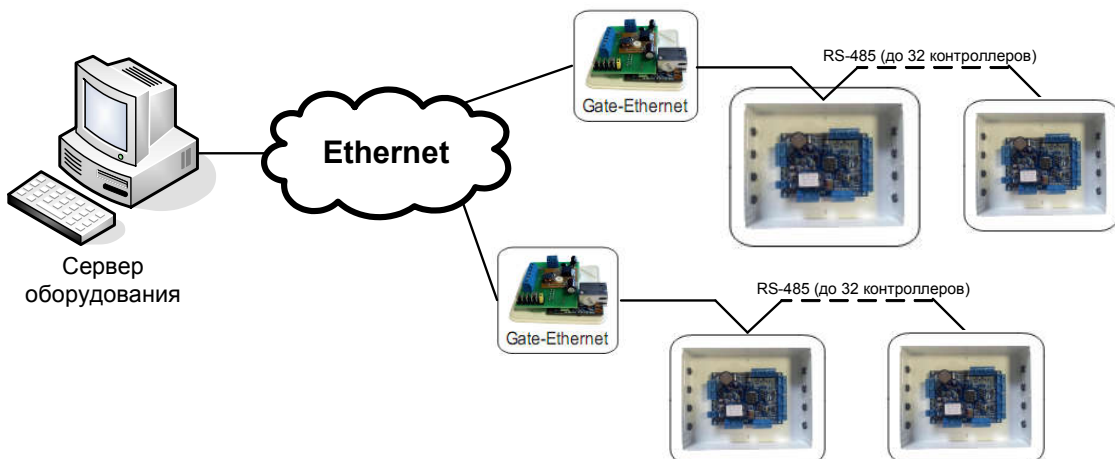 RS-485 (до 32 контроллеров)
Gate-Ethernet
Ethernet
Сервер
оборудования
RS-485 (до 32 контроллеров)
Gate-Ethernet